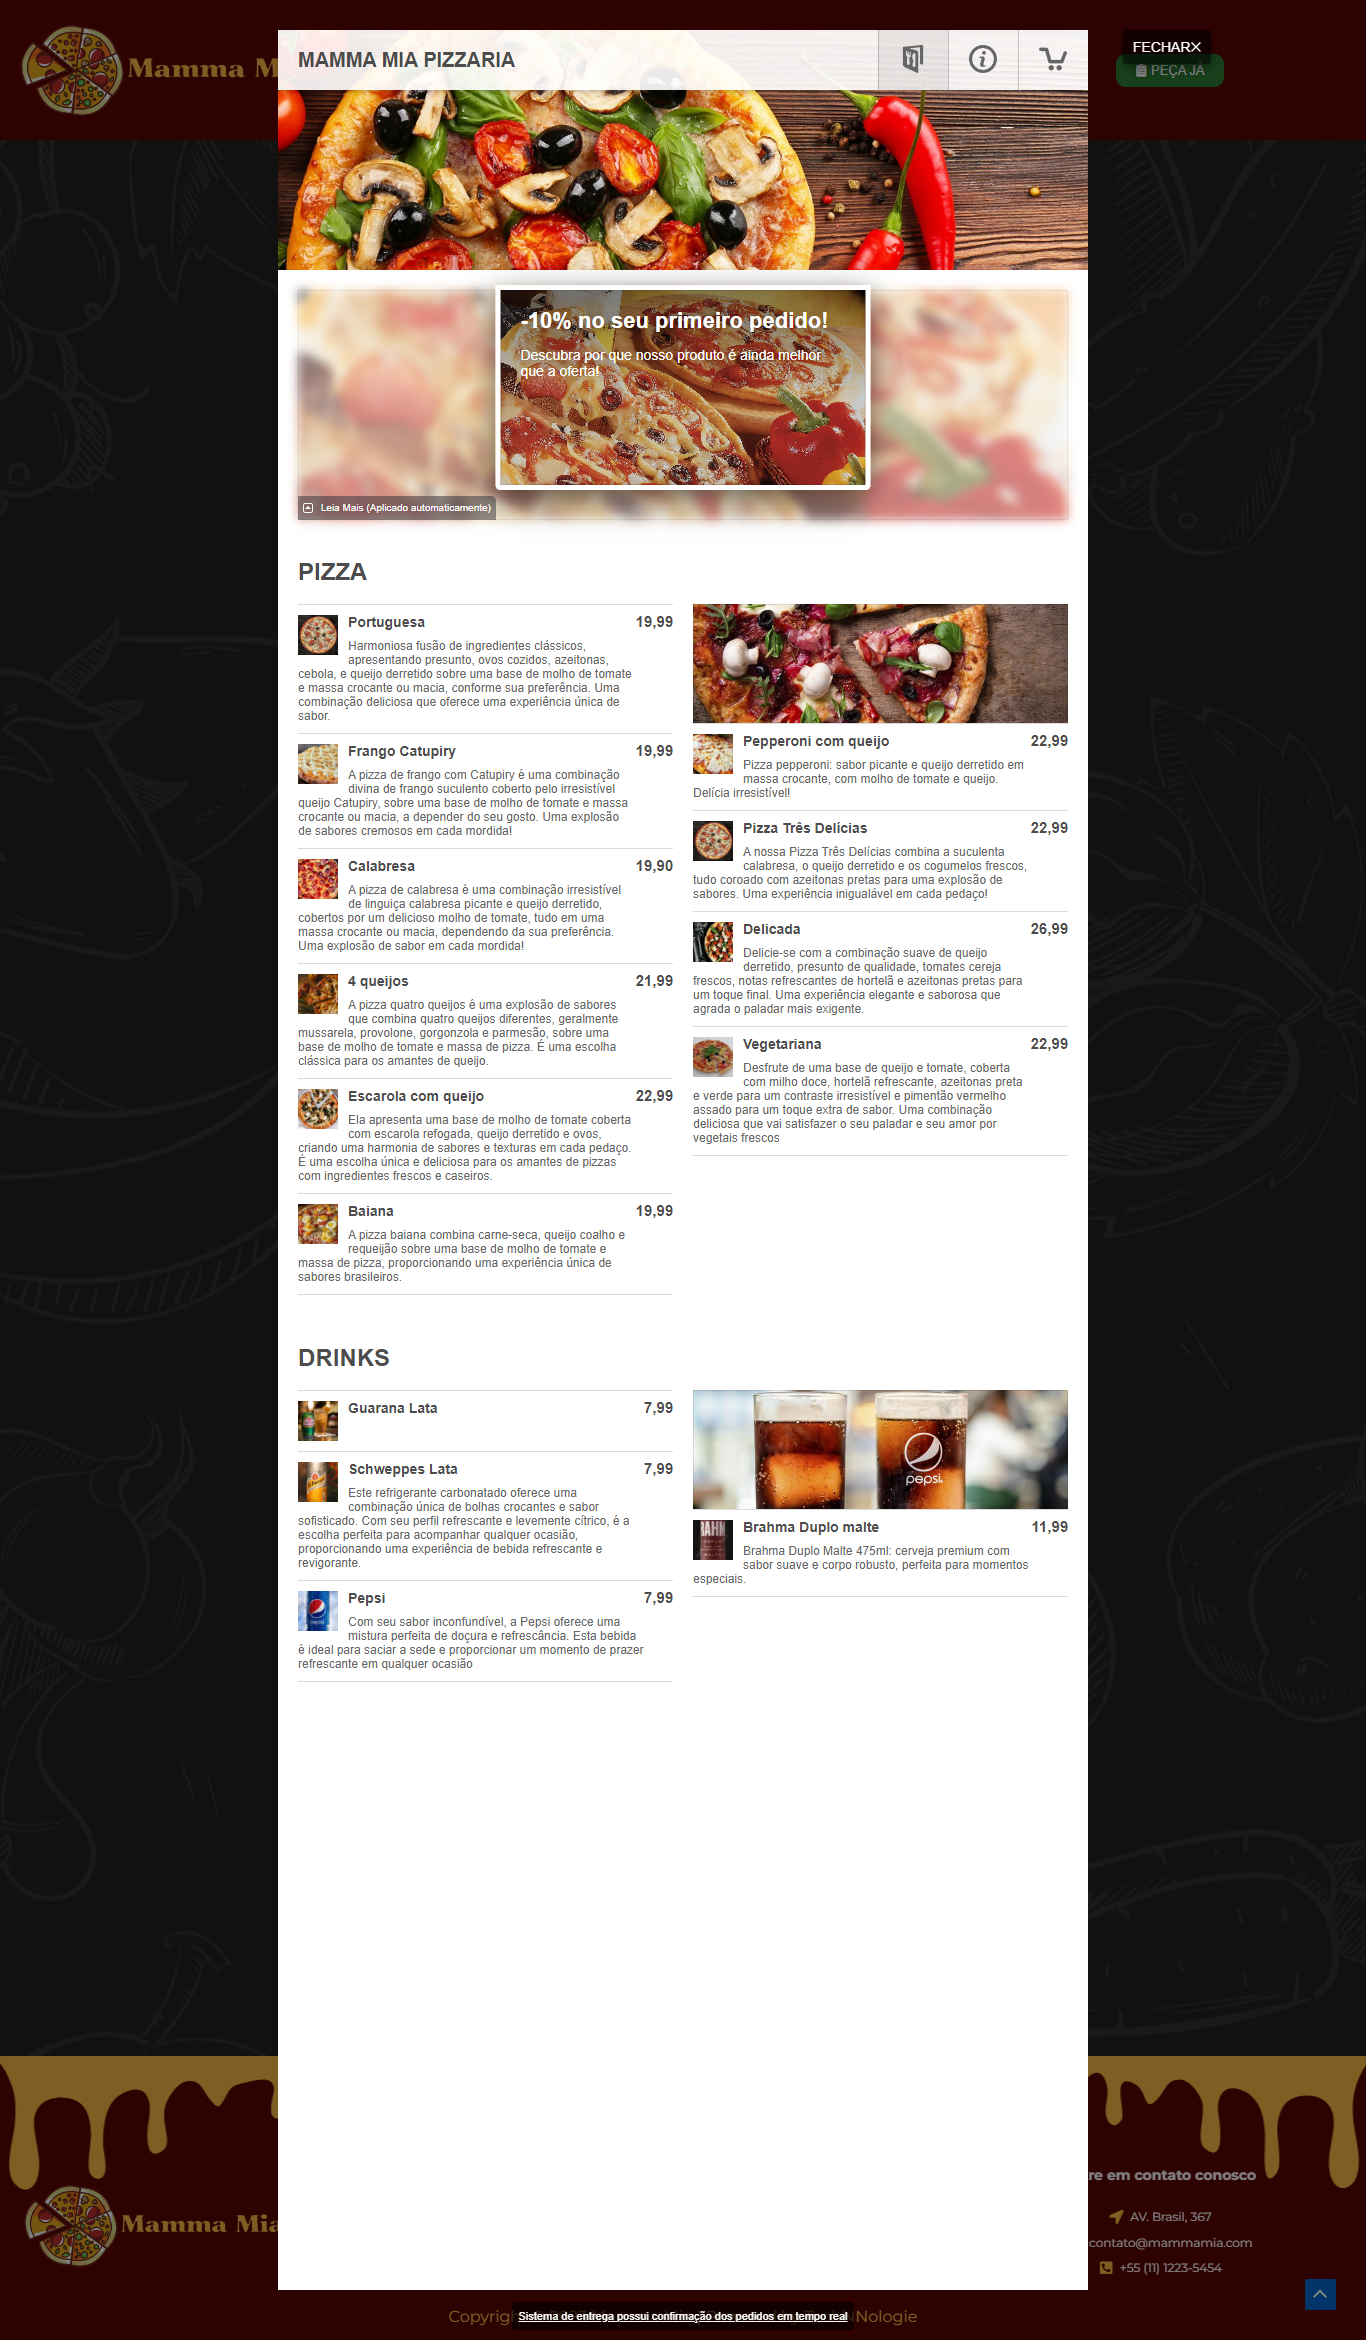 Mamma M
MAMMA MIA PIZZARIA
FECHAR
PEÇA JÁ
-10% no seu primeiro pedido!
Descubra por que nosso produto é ainda melhor
que a oferta!
Leia Mais (Aplicado automaticamente)
PIZZA
Portuguesa 19,99
Harmoniosa fusão de ingredientes clássicos,
apresentando presunto, ovos cozidos, azeitonas,
cebola, e queijo derretido sobre uma base de molho de tomate
e massa crocante ou macia, conforme sua preferência. Uma
combinação deliciosa que oferece uma experiência única de
sabor.
Frango Catupiry 19,99
A pizza de frango com Catupiry é uma combinação
divina de frango suculento coberto pelo irresistível
queijo Catupiry, sobre uma base de molho de tomate e massa
crocante ou macia, a depender do seu gosto. Uma explosão
de sabores cremosos em cada mordida!
Calabresa 19,90
A pizza de calabresa é uma combinação irresistível
de linguiça calabresa picante e queijo derretido,
cobertos por um delicioso molho de tomate, tudo em uma
massa crocante ou macia, dependendo da sua preferência.
Uma explosão de sabor em cada mordida!
4 queijos 21,99
A pizza quatro queijos é uma explosão de sabores
que combina quatro queijos diferentes, geralmente
mussarela, provolone, gorgonzola e parmesão, sobre uma
base de molho de tomate e massa de pizza. É uma escolha
clássica para os amantes de queijo.
Escarola com queijo 22,99
Ela apresenta uma base de molho de tomate coberta
com escarola refogada, queijo derretido e ovos,
criando uma harmonia de sabores e texturas em cada pedaço.
É uma escolha única e deliciosa para os amantes de pizzas
com ingredientes frescos e caseiros.
Baiana 19,99
A pizza baiana combina carne-seca, queijo coalho e
requeijão sobre uma base de molho de tomate e
massa de pizza, proporcionando uma experiência única de
sabores brasileiros.
Pepperoni com queijo 22,99
Pizza pepperoni: sabor picante e queijo derretido em
massa crocante, com molho de tomate e queijo.
Delícia irresistível!
Pizza Três Delícias 22,99
A nossa Pizza Três Delícias combina a suculenta
calabresa, o queijo derretido e os cogumelos frescos,
tudo coroado com azeitonas pretas para uma explosão de
sabores. Uma experiência inigualável em cada pedaço!
Delicada 26,99
Delicie-se com a combinação suave de queijo
derretido, presunto de qualidade, tomates cereja
frescos, notas refrescantes de hortelã e azeitonas pretas para
um toque final. Uma experiência elegante e saborosa que
agrada o paladar mais exigente.
Vegetariana 22,99
Desfrute de uma base de queijo e tomate, coberta
com milho doce, hortelã refrescante, azeitonas preta
e verde para um contraste irresistível e pimentão vermelho
assado para um toque extra de sabor. Uma combinação
deliciosa que vai satisfazer o seu paladar e seu amor por
vegetais frescos
DRINKS
Guarana Lata 7,99
Schweppes Lata 7,99
Este refrigerante carbonatado oferece uma
combinação única de bolhas crocantes e sabor
sofisticado. Com seu perfil refrescante e levemente cítrico, é a
escolha perfeita para acompanhar qualquer ocasião,
proporcionando uma experiência de bebida refrescante e
revigorante.
Pepsi 7,99
Com seu sabor inconfundível, a Pepsi oferece uma
mistura perfeita de doçura e refrescância. Esta bebida
é ideal para saciar a sede e proporcionar um momento de prazer
refrescante em qualquer ocasião
pepsi
Brahma Duplo malte 11,99
Brahma Duplo Malte 475ml: cerveja premium com
sabor suave e corpo robusto, perfeita para momentos
especiais.
Mamma Mia
re em contato conosco
AV. Brasil, 367
contato@mammamia.com
+55 (11) 1223-5454
Copyrigh
Sistema de entrega possui confirmação dos pedidos em tempo real
Nologie